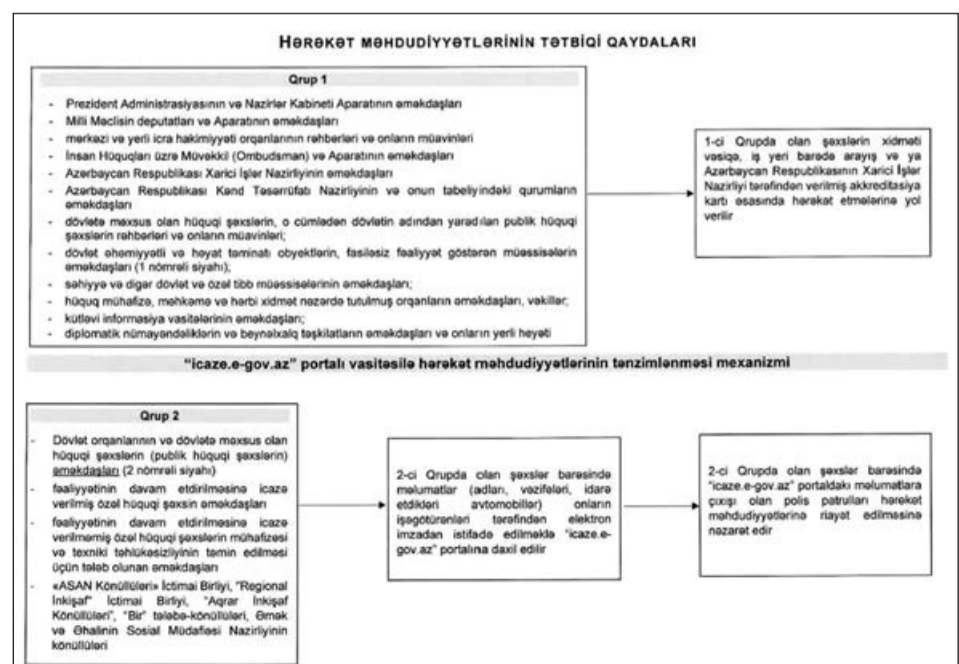 HƏRƏKƏT MƏHDUDİYYƏTLƏRİNİN TƏTBİQİ QAYDALARI
Qrup 1
- Prezident Administrasiyasının və Nazirlər Kabineti Aparatının əməkdaşları
- Milli Məclisin deputatları və Aparatının əməkdaşları
- mərkəzi və yerli icra hakimiyyəti orqanlarının rəhbərləri və onların müavinləri
- İnsan Hüquqları üzrə Müvəkkil (Ombudsman) və Aparatının əməkdaşları
- Azərbaycan Respublikası Xarici İşlər Nazirliyinin əməkdaşları
- Azərbaycan Respublikası Kənd Təsərrüfatı Nazirliyinin və onun tabeliyindəki qurumların
əməkdaşları
- dövlətə məxsus olan hüquqi şəxslərin, o cümlədən dövlətin adından yaradılan publik hüquqi
şəxslərin rəhbərləri və onların müavinləri;
- dövlət əhəmiyyətli və həyat təminatı obyektlərin, fasiləsiz fəaliyyət göstərən müəssisələrin
əməkdaşları (1 nömrəli siyahı);
- səhiyyə və digər dövlət və özəl tibb müəssisələrinin əməkdaşları;
- hüquq mühafizə, məhkəmə və hərbi xidmət nəzərdə tutulmuş orqanların əməkdaşları, vəkillər;
- kütləvi informasiya vasitələrinin əməkdaşları;
- diplomatik nümayəndəliklərin və beynəlxalq təşkilatların əməkdaşları və onların yerli heyəti
1-ci Qrupda olan şəxslərin xidməti
vəsiqə, iş yeri barədə arayış və ya
Azərbaycan Respublikasının Xarici İşlər
Nazirliyi tərəfindən verilmiş akkreditasiya
kartı əsasında hərəkət etmələrinə yol
verilir
"icaze.e-gov.az" portalı vasitəsilə hərəkət məhdudiyyətlərinin tənzimlənməsi mexanizmi
Qrup 2
- Dövlət orqanlarının və dövlətə məxsus olan
hüquqi şəxslərin (publik hüquqi şəxslərin)
əməkdaşları (2 nömrəli siyahı)
- fəaliyyətinin davam etdirilməsinə icazə
verilmiş özəl hüquqi şəxsin əməkdaşları
- fəaliyyətinin davam etdirilməsinə icazə
verilməmiş özəl hüquqi şəxslərin mühafizəsi
və texniki təhlükəsizliyinin təmin edilməsi
üçün tələb olunan əməkdaşları
- «ASAN Könüllüləri» İctimai Birliyi, "Regional
İnkişaf" İctimai Birliyi, "Aqrar İnkişaf
Könüllüləri", "Bir" tələbə-könüllüləri, Əmək
və Əhalinin Sosial Müdafiəsi Nazirliyinin
könüllüləri
2-ci Qrupda olan şəxslər barəsində
məlumatlar (adları, vəzifələri, idarə
etdikləri avtomobillər) onların
işəgötürənləri tərəfindən elektron
imzadan istifadə edilməklə "icaze.e-
gov.az" portalına daxil edilir
2-ci Qrupda olan şəxslər barəsində
"icaze.e-gov.az" portaldakı məlumatlara
çıxışı olan polis patrulları hərəkət
məhdudiyyətlərinə riayət edilməsinə
nəzarət edir